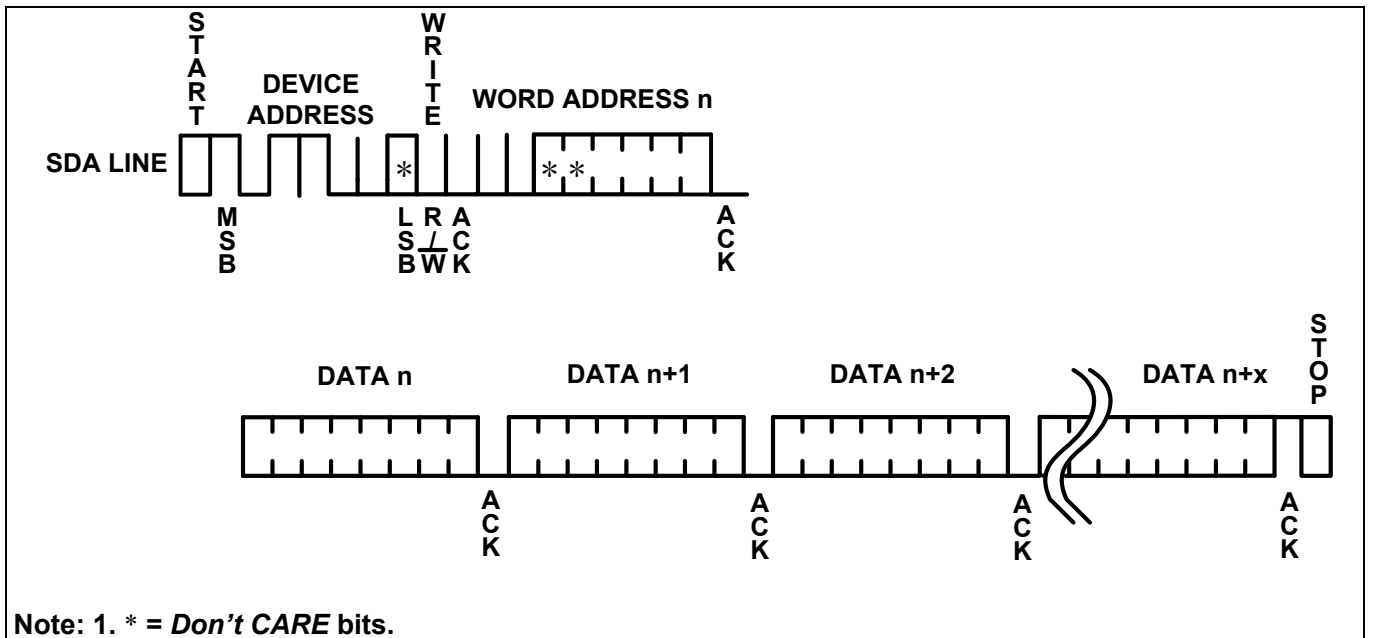 START
WRITE
DEVICE
ADDRESS
WORD ADDRESS n
SDA LINE
*
* *
MSB
LSB
R/W
ACK
ACK
STOP
DATA n
DATA n+1
DATA n+2
DATA n+x
ACK
ACK
ACK
ACK
Note: 1. * = Don't CARE bits.